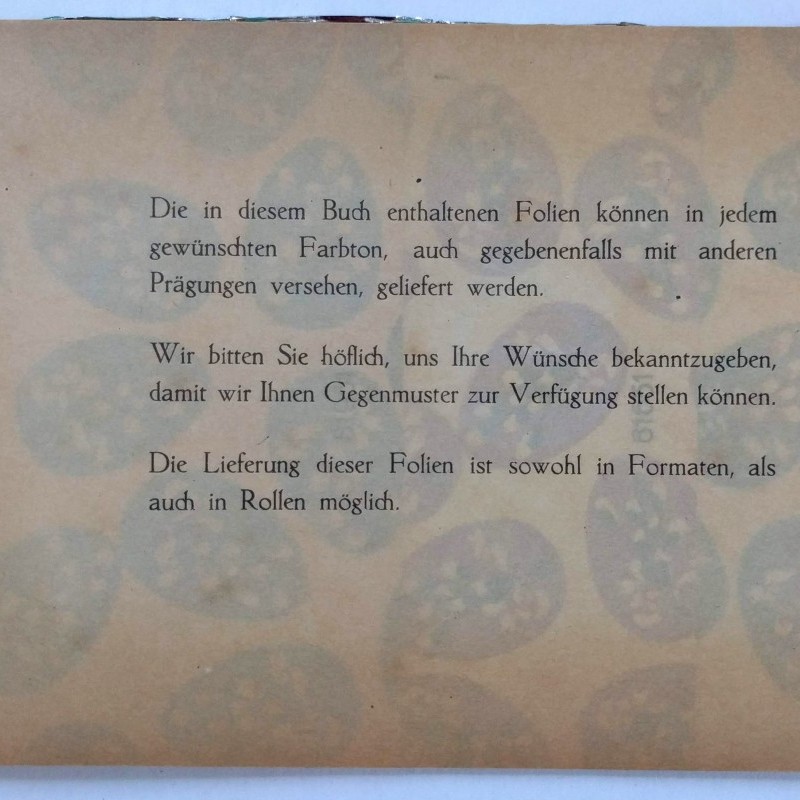 Die in diesem Buch enthaltenen Folien können in jedem
gewünschten Farbton, auch gegebenenfalls mit anderen
Prägungen versehen, geliefert werden.
Wir bitten Sie höflich, uns Ihre Wünsche bekanntzugeben,
damit wir Ihnen Gegenmuster zur Verfügung stellen können.
Die Lieferung dieser Folien ist sowohl in Formaten, als
auch in Rollen möglich.